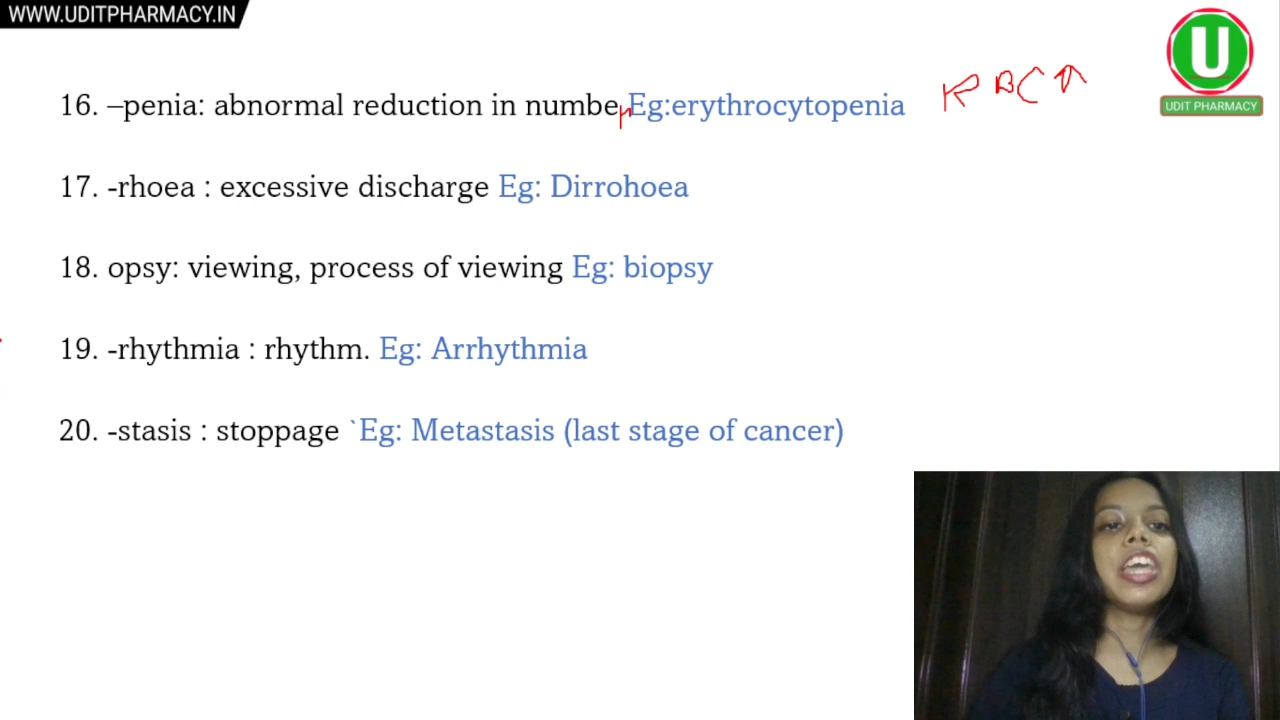 WWW.UDITPHARMACY.IN
U
UDIT PHARMACY
16. –penia: abnormal reduction in numbe r Eg:erythrocytopenia RBC ↑
17. -rhoea : excessive discharge Eg: Dirrohoea
18. opsy: viewing, process of viewing Eg: biopsy
19. -rhythmia : rhythm. Eg: Arrhythmia
20. -stasis : stoppage `Eg: Metastasis (last stage of cancer)